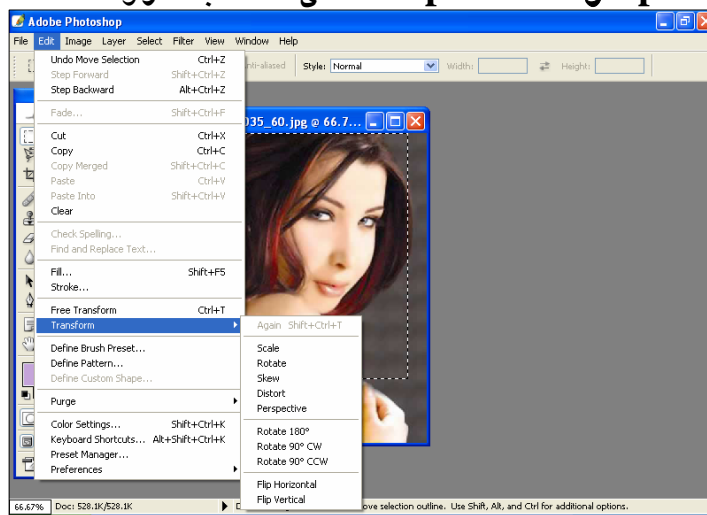 Adobe Photoshop
File Edit Image Layer Select Filter View Window Help
Undo Move Selection Ctrl+Z
Step Forward Shift+Ctrl+Z
Step Backward Alt+Ctrl+Z
Fade... Shift+Ctrl+F
Cut Ctrl+X
Copy Ctrl+C
Copy Merged Shift+Ctrl+C
Paste Ctrl+V
Paste Into Shift+Ctrl+V
Clear
Check Spelling...
Find and Replace Text...
Fill... Shift+F5
Stroke...
Free Transform Ctrl+T
Transform
Define Brush Preset...
Define Pattern...
Define Custom Shape...
Purge
Color Settings... Shift+Ctrl+K
Keyboard Shortcuts... Alt+Shift+Ctrl+K
Preset Manager...
Preferences
Again Shift+Ctrl+T
Scale
Rotate
Skew
Distort
Perspective
Rotate 180°
Rotate 90° CW
Rotate 90° CCW
Flip Horizontal
Flip Vertical
nti-aliased Style: Normal Width: Height:
035_60.jpg @ 66.7...
66.67% Doc: 528.1K/528.1K
ove selection outline. Use Shift, Alt, and Ctrl for additional options.